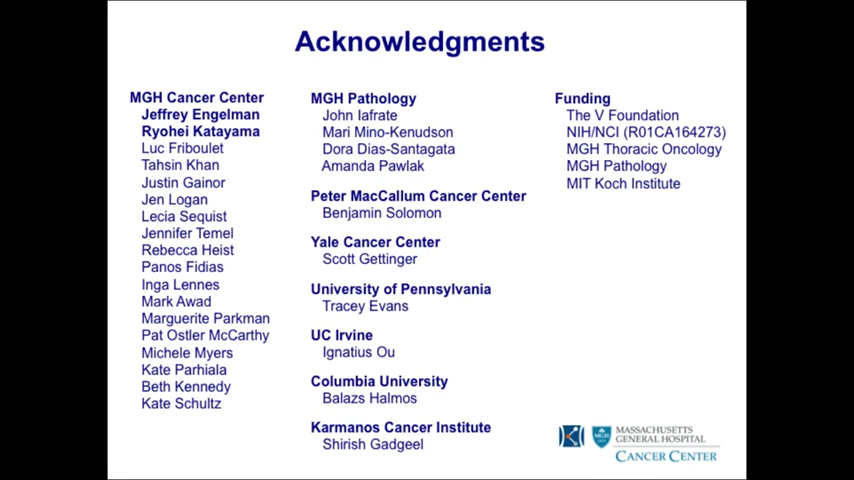 Acknowledgments
MGH Cancer Center
Jeffrey Engelman
Ryohei Katayama
Luc Friboulet
Tahsin Khan
Justin Gainor
Jen Logan
Lecia Sequist
Jennifer Temel
Rebecca Heist
Panos Fidias
Inga Lennes
Mark Awad
Marguerite Parkman
Pat Ostler McCarthy
Michele Myers
Kate Parhiala
Beth Kennedy
Kate Schultz
MGH Pathology
John Iafrate
Mari Mino-Kenudson
Dora Dias-Santagata
Amanda Pawlak
Peter MacCallum Cancer Center
Benjamin Solomon
Yale Cancer Center
Scott Gettinger
University of Pennsylvania
Tracey Evans
UC Irvine
Ignatius Ou
Columbia University
Balazs Halmos
Karmanos Cancer Institute
Shirish Gadgeel
Funding
The V Foundation
NIH/NCI (R01CA164273)
MGH Thoracic Oncology
MGH Pathology
MIT Koch Institute
MGH
MASSACHUSETTS
GENERAL HOSPITAL
CANCER CENTER